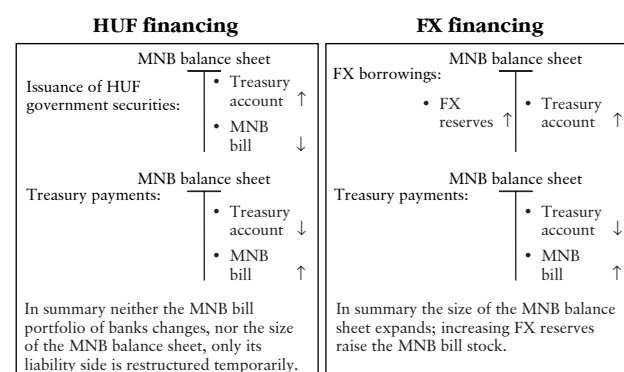 HUF financing
MNB balance sheet
Issuance of HUF
government securities:
• Treasury
account ↑
• MNB
bill ↓
MNB balance sheet
Treasury payments:
• Treasury
account ↓
• MNB
bill ↑
In summary neither the MNB bill
portfolio of banks changes, nor the size
of the MNB balance sheet, only its
liability side is restructured temporarily.
FX financing
MNB balance sheet
FX borrowings:
• FX
reserves ↑
• Treasury
account ↑
MNB balance sheet
Treasury payments:
• Treasury
account ↓
• MNB
bill ↑
In summary the size of the MNB balance
sheet expands; increasing FX reserves
raise the MNB bill stock.